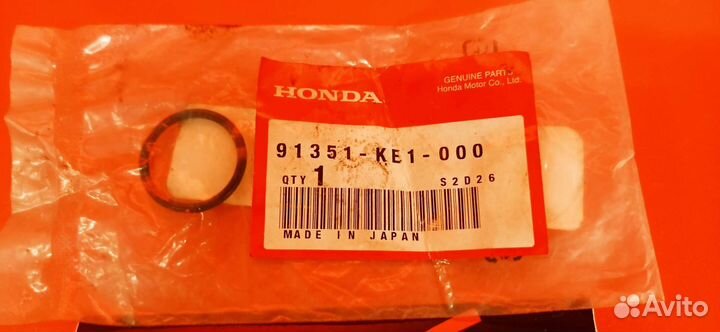 HONDA
GENUINE PARTS
Honda Motor Co., Ltd.
91351-KE1-000
QTY 1 S2D26
MADE IN JAPAN
Avito